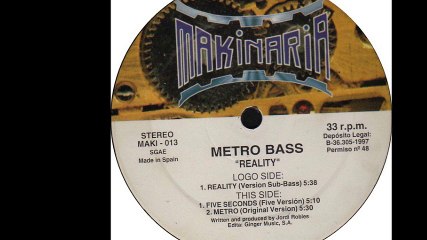 MAKINARIA
STEREO
MAKI - 013
SGAE
Made in Spain
33 r.p.m.
Depósito Legal:
B-36.305-1997
Permiso nº 48
METRO BASS
"REALITY"
LOGO SIDE:
1. REALITY (Version Sub-Bass) 5:38
THIS SIDE:
1. FIVE SECONDS (Five Versión) 5:10
2. METRO (Original Version) 5:30
Written and produced by Jordi Robles
Edita: Ginger Music, S.A.